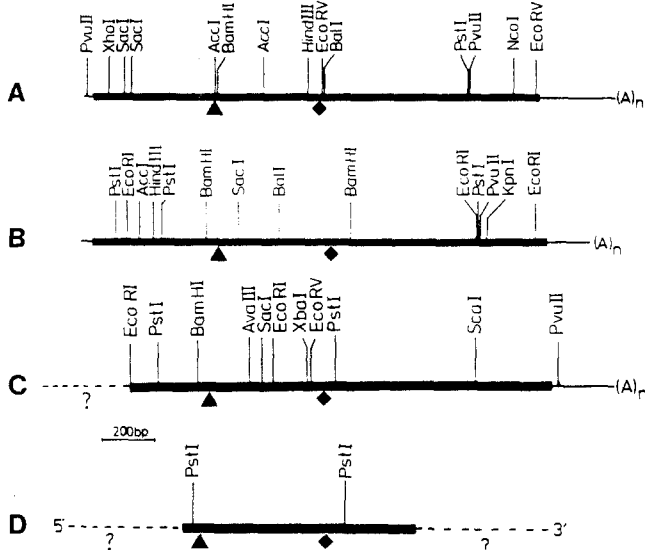 PvuII XhoI SacI SacI AccI BamHI AccI HindIII EcoRV BalI PstI PvuII NcoI EcoRV
A (A)n
PstI EcoRI AccI HindIII PstI BamHI SacI BalI BamHI EcoRI PstI PvuII KpnI EcoRI
B (A)n
EcoRI PstI BamHI AvaIII SacI EcoRI XbaI EcoRV PstI ScaI PvuII
C ? (A)n
200bp
PstI PstI
D 5' ? ? 3'